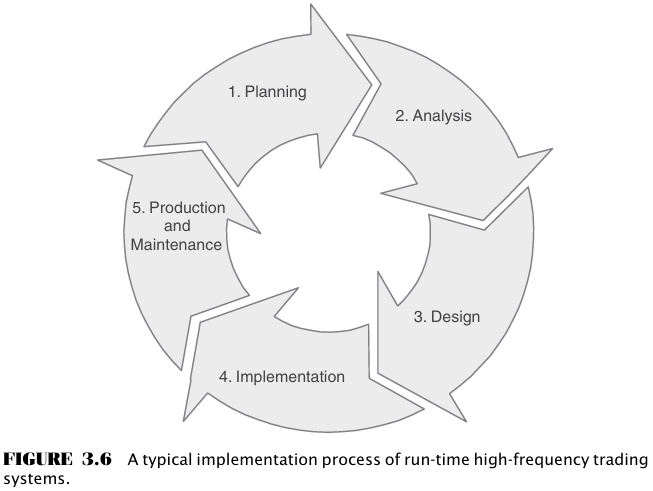 1. Planning
2. Analysis
3. Design
4. Implementation
5. Production
and
Maintenance
FIGURE 3.6 A typical implementation process of run-time high-frequency trading
systems.